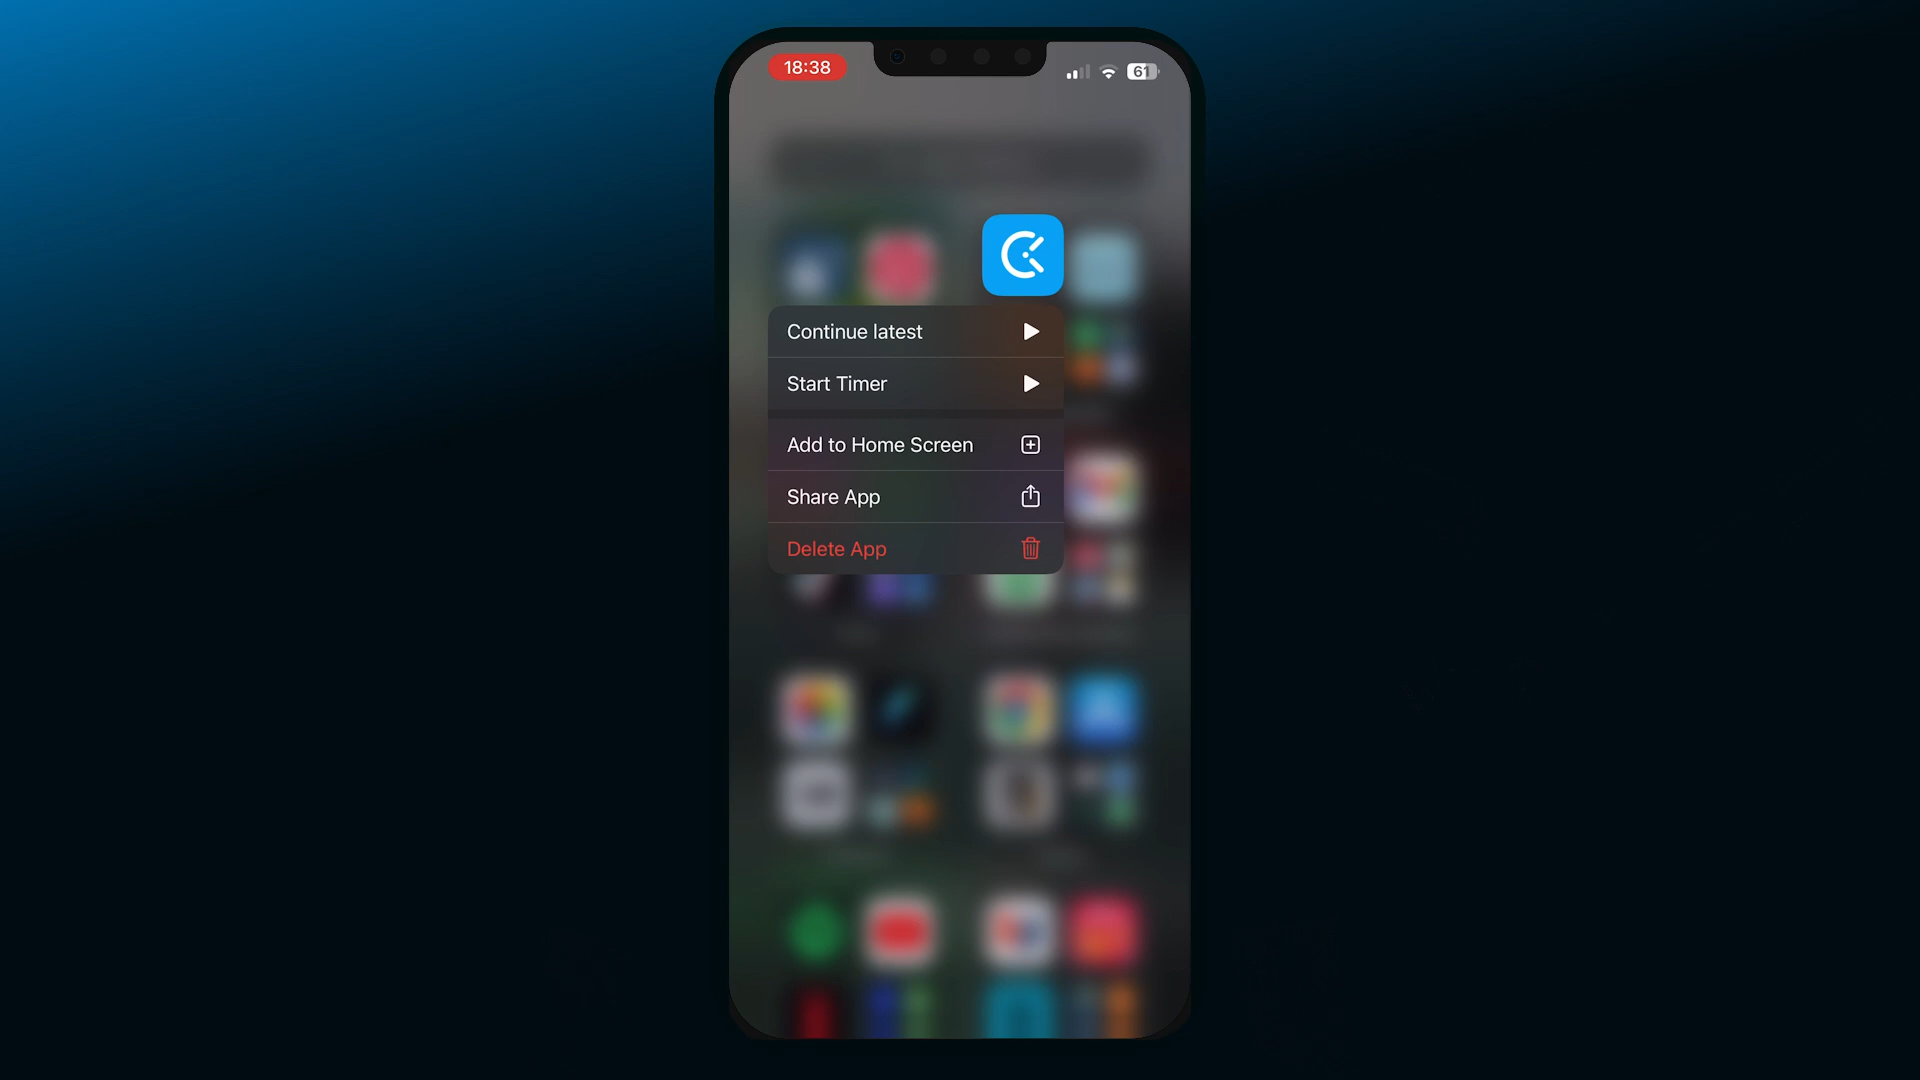 18:38
61
Continue latest
Start Timer
Add to Home Screen
Share App
Delete App